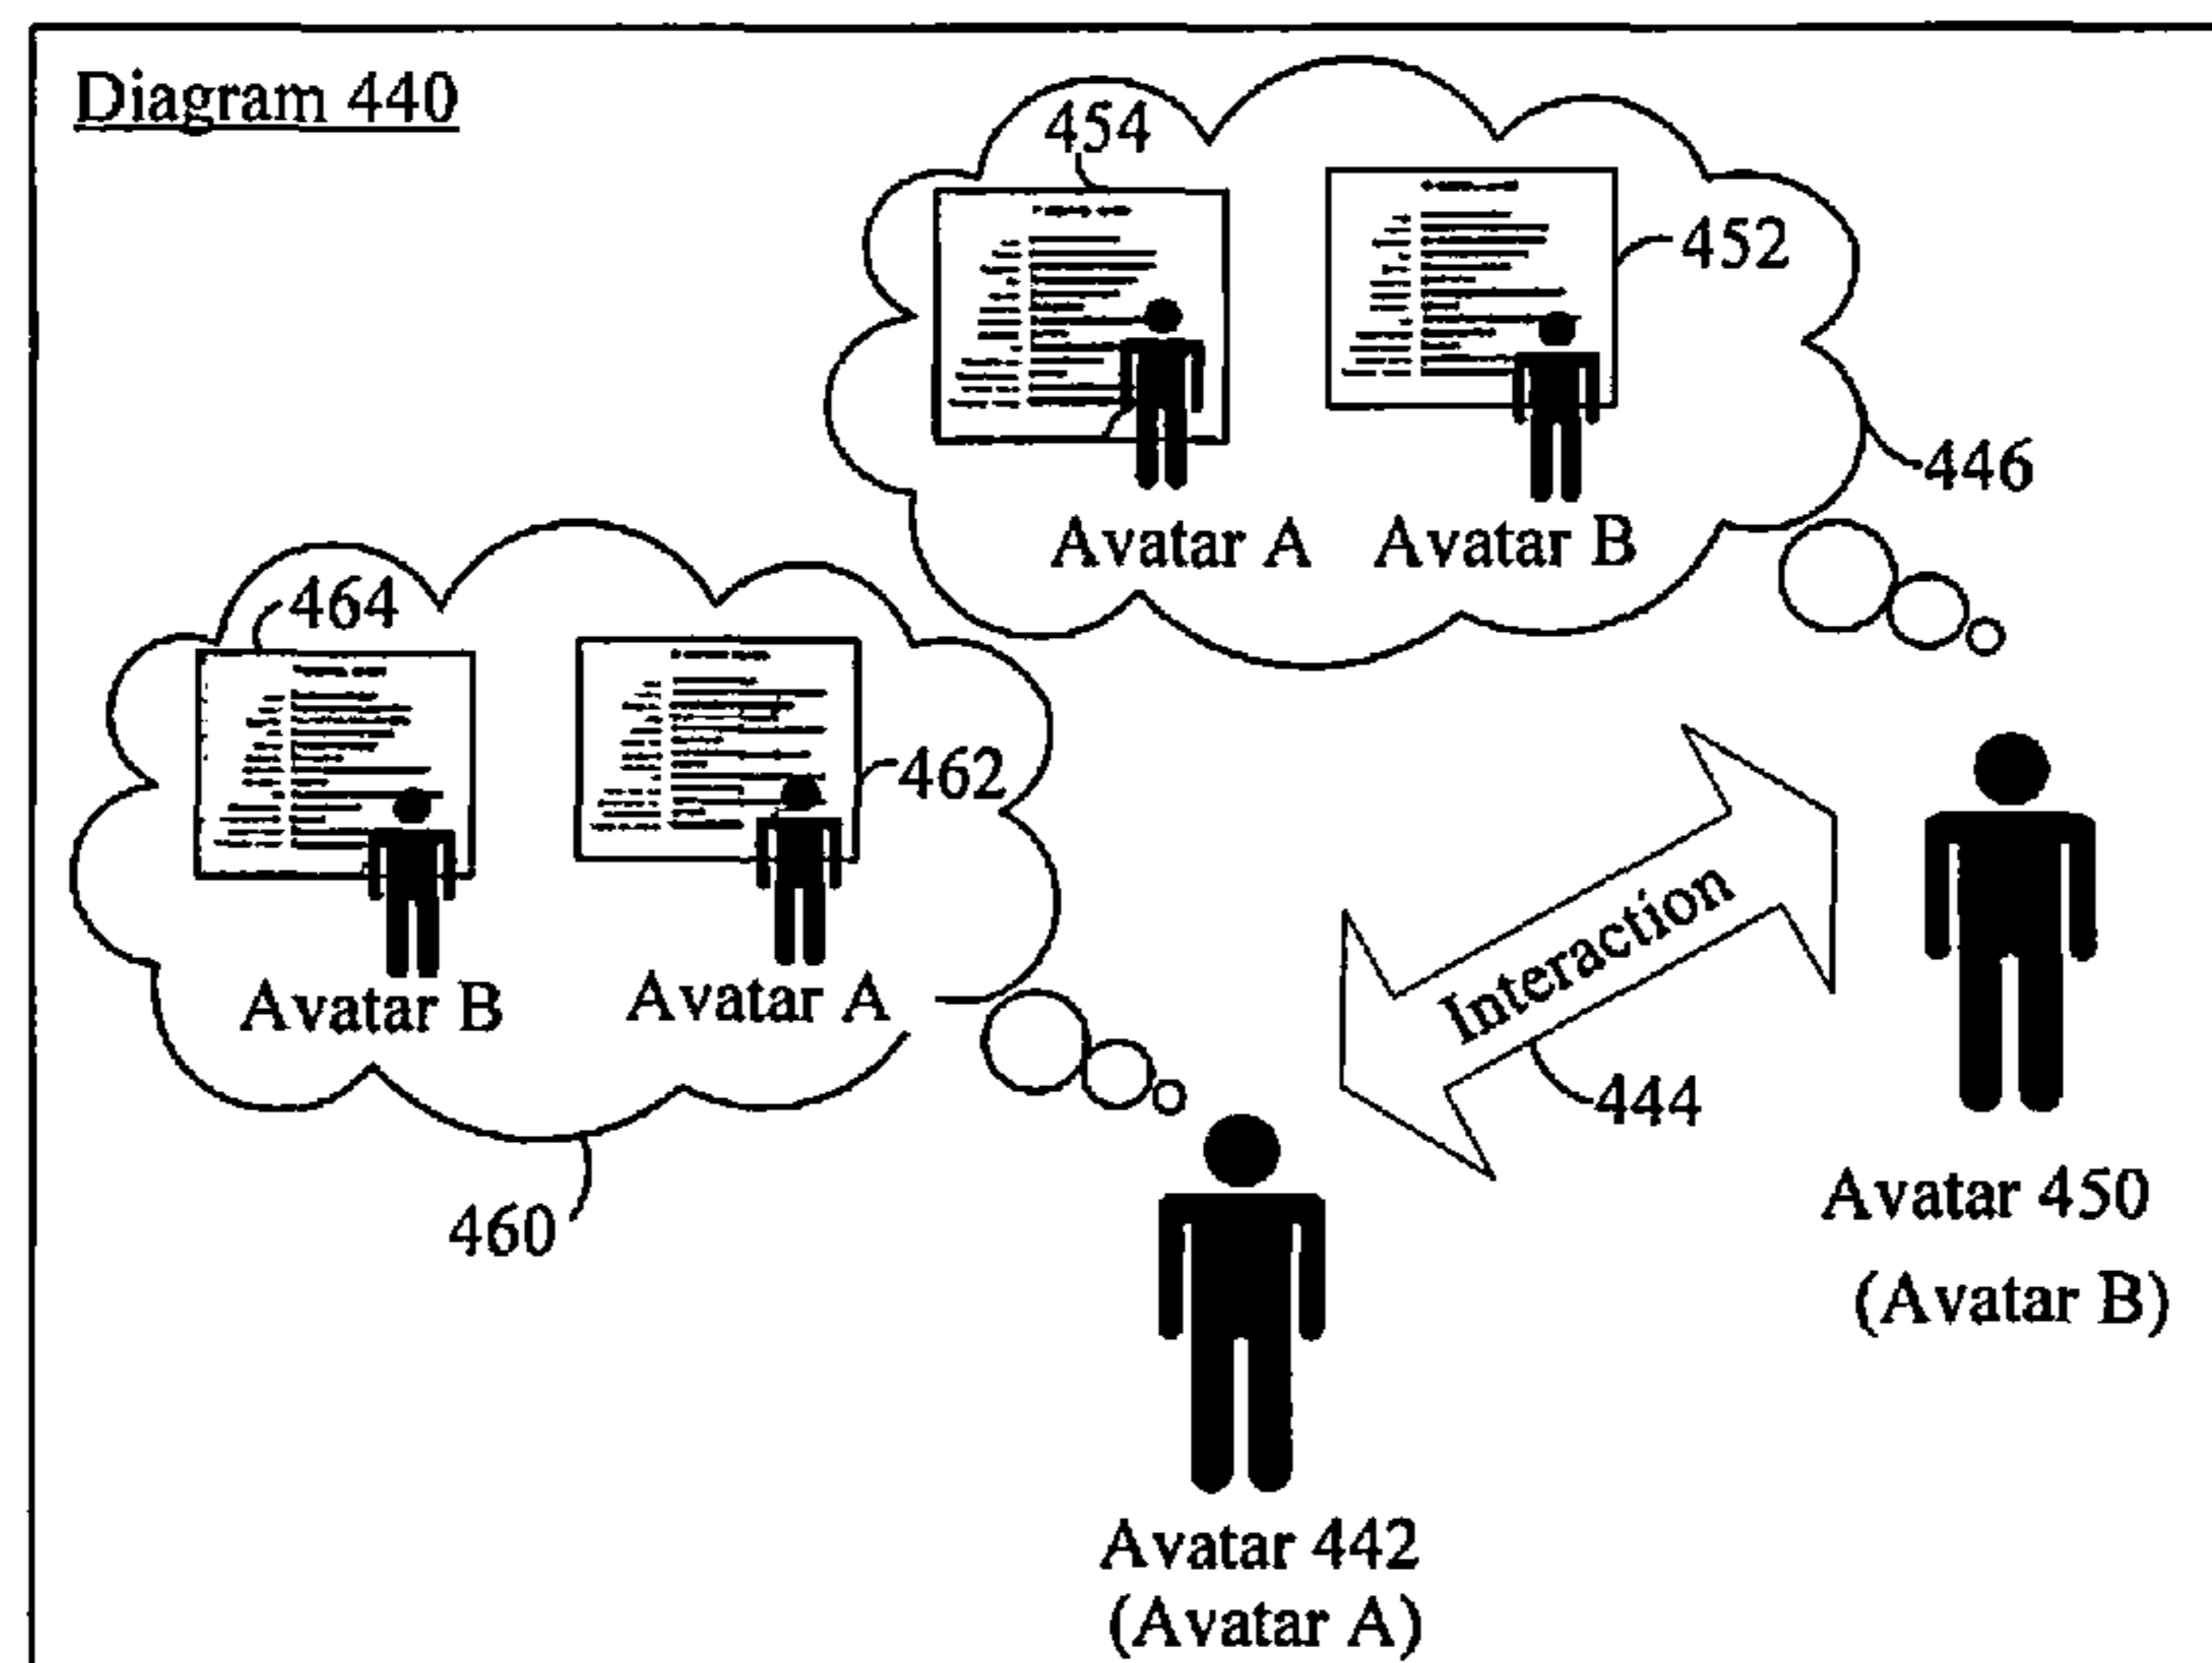 Diagram 440
454
452
446
Avatar A Avatar B
464
462
Avatar B Avatar A
Interaction
444
460
Avatar 450
(Avatar B)
Avatar 442
(Avatar A)